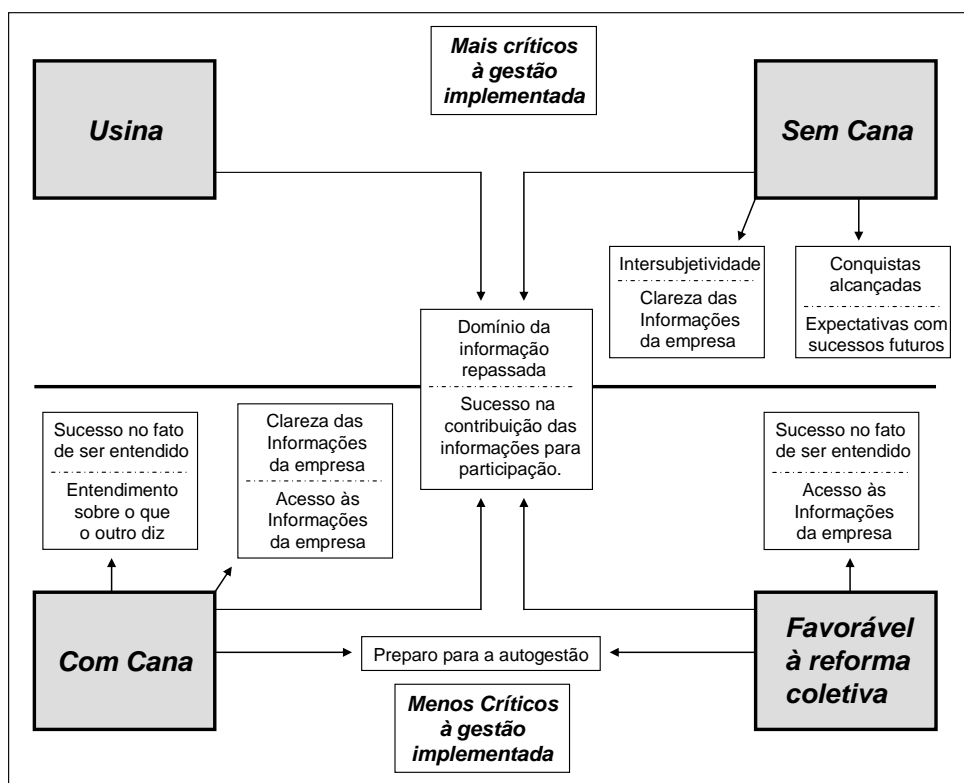 Mais críticos
à gestão
implementada
Usina
Sem Cana
Intersubjetividade
Clareza das
Informações
da empresa
Conquistas
alcançadas
Expectativas com
sucessos futuros
Domínio da
informação
repassada
Sucesso na
contribuição das
informações para
participação.
Sucesso no fato
de ser entendido
Entendimento
sobre o que
o outro diz
Clareza das
Informações
da empresa
Acesso às
Informações
da empresa
Sucesso no fato
de ser entendido
Acesso às
Informações
da empresa
Com Cana
Preparo para a autogestão
Favorável
à reforma
coletiva
Menos Críticos
à gestão
implementada